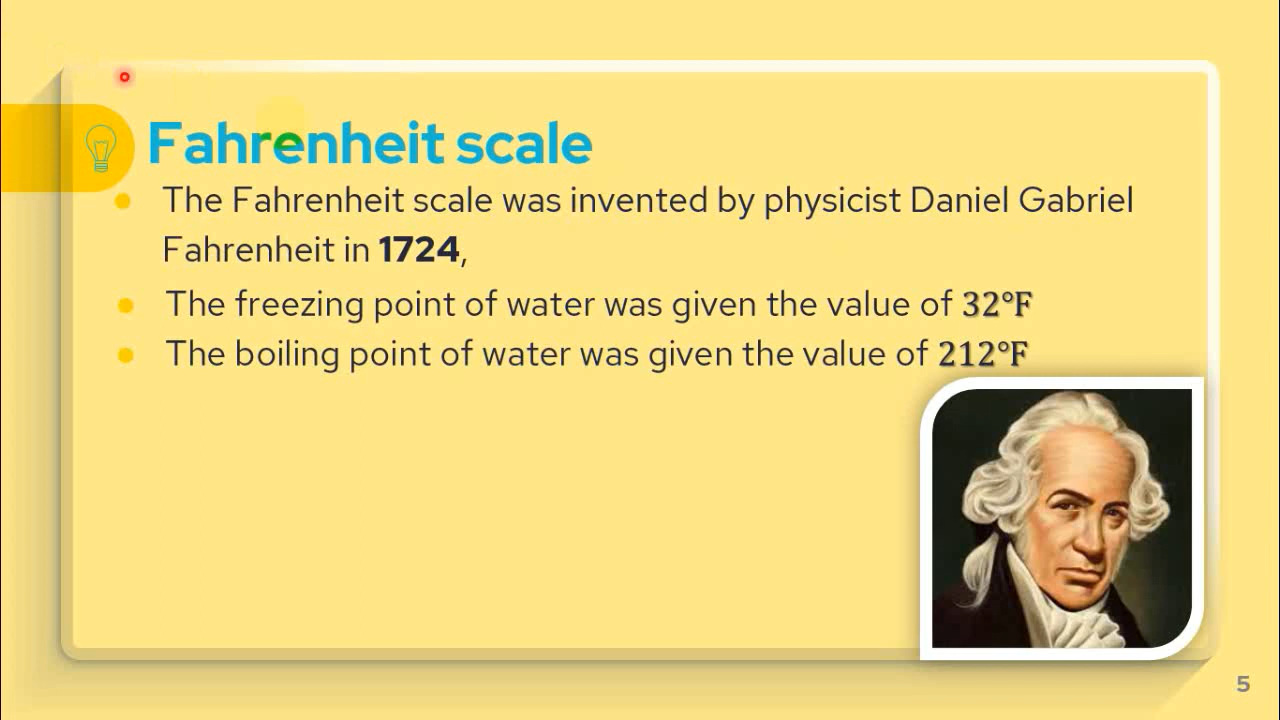 Fahrenheit scale
The Fahrenheit scale was invented by physicist Daniel Gabriel
Fahrenheit in 1724,
The freezing point of water was given the value of 32°F
The boiling point of water was given the value of 212°F
5